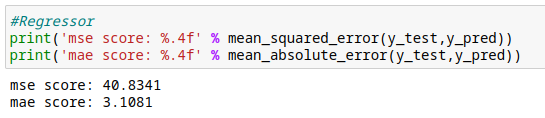 #Regressor
print('mse score: %.4f' % mean_squared_error(y_test,y_pred))
print('mae score: %.4f' % mean_absolute_error(y_test,y_pred))
mse score: 40.8341
mae score: 3.1081